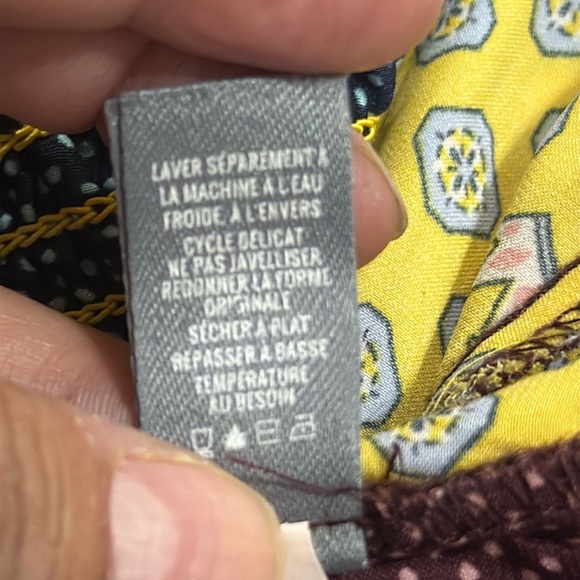 LAVER SÉPAREMENT À
LA MACHINE À L'EAU
FROIDE, À L'ENVERS
CYCLE DÉLICAT
NE PAS JAVELLISER
REDONNER LA FORME
ORIGINALE
SÉCHER À PLAT
REPASSER À BASSE
TEMPÉRATURE
AU BESOIN